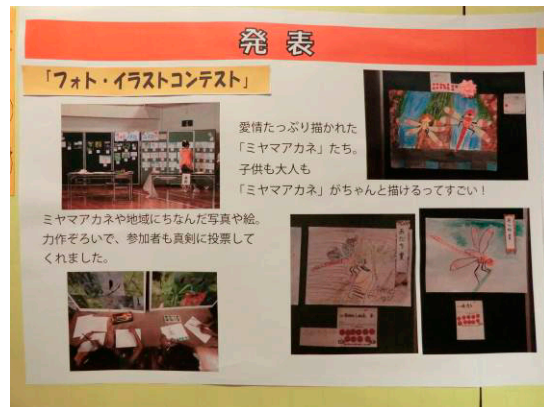 発表
「フォト・イラストコンテスト」
愛情たっぷり描かれた
「ミヤマアカネ」たち。
子供も大人も
「ミヤマアカネ」がちゃんと描けるってすごい！
ミヤマアカネや地域にちなんだ写真や絵。
力作ぞろいで、参加者も真剣に投票して
くれました。